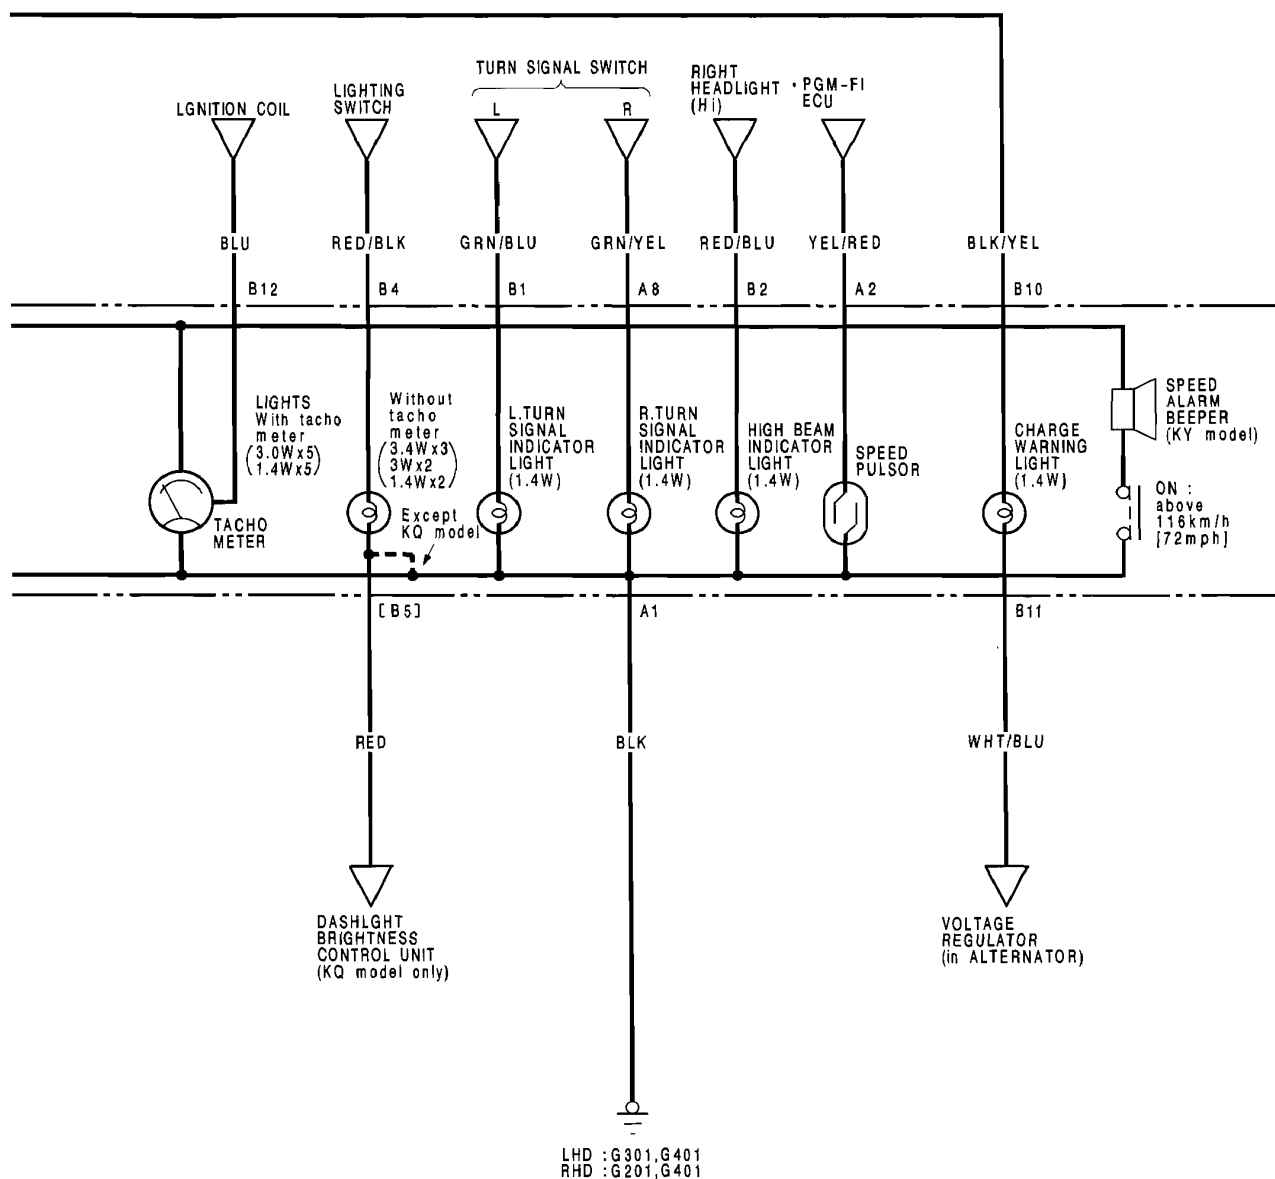 TURN SIGNAL SWITCH
LGNITION COIL
LIGHTING
SWITCH
L
R
RIGHT
HEADLIGHT
(Hi)
·PGM-FI
ECU
BLU
RED/BLK
GRN/BLU
GRN/YEL
RED/BLU
YEL/RED
BLK/YEL
B12
B4
B1
A8
B2
A2
B10
LIGHTS
With tacho
meter
(3.0Wx5
1.4Wx5)
Without
tacho
meter
(3.4Wx3
3Wx2
1.4Wx2)
L.TURN
SIGNAL
INDICATOR
LIGHT
(1.4W)
R.TURN
SIGNAL
INDICATOR
LIGHT
(1.4W)
HIGH BEAM
INDICATOR
LIGHT
(1.4W)
SPEED
PULSOR
CHARGE
WARNING
LIGHT
(1.4W)
SPEED
ALARM
BEEPER
(KY model)
ON :
above
116km/h
[72mph]
TACHO
METER
Except
KQ model
[B5]
A1
B11
RED
BLK
WHT/BLU
DASHLGHT
BRIGHTNESS
CONTROL UNIT
(KQ model only)
VOLTAGE
REGULATOR
(in ALTERNATOR)
LHD :G301,G401
RHD :G201,G401